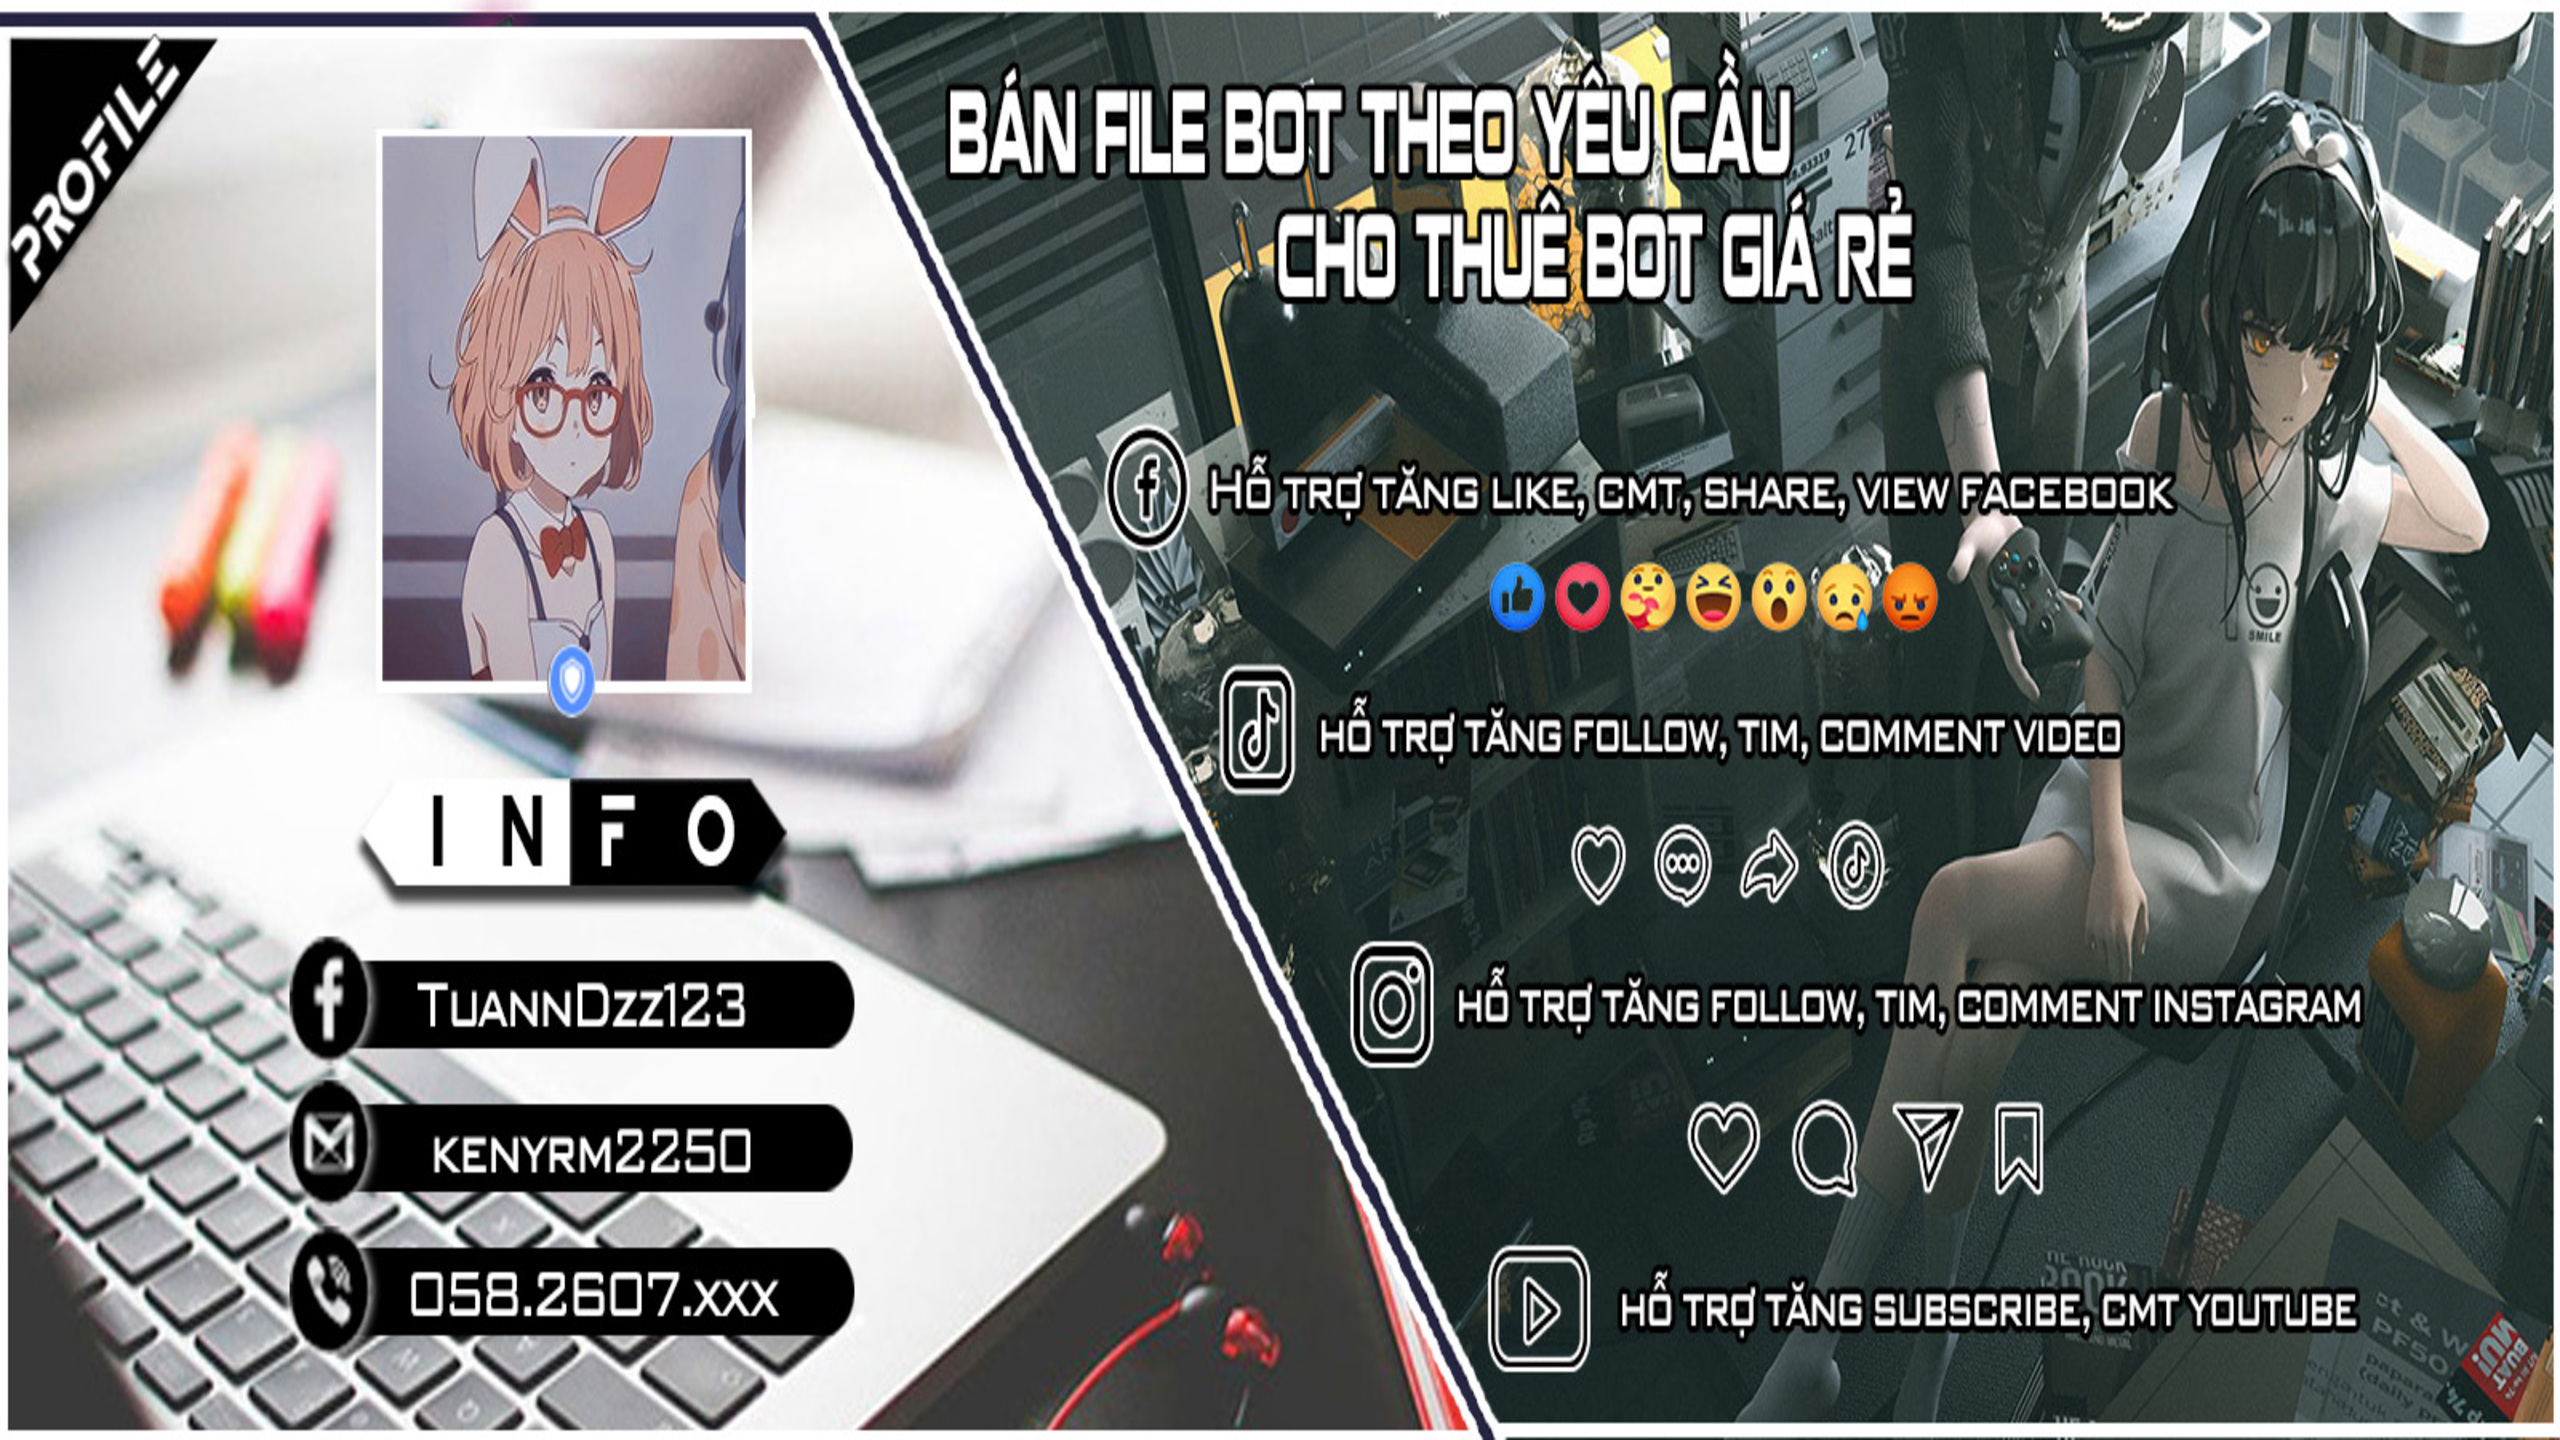 PROFILE
INFO
TuannDzz123
kenyrm2250
058.2607.xxx
BÁN FILE BOT THEO YÊU CẦU
CHO THUÊ BOT GIÁ RẺ
HỖ TRỢ TĂNG LIKE, CMT, SHARE, VIEW FACEBOOK
HỖ TRỢ TĂNG FOLLOW, TIM, COMMENT VIDEO
HỖ TRỢ TĂNG FOLLOW, TIM, COMMENT INSTAGRAM
HỖ TRỢ TĂNG SUBSCRIBE, CMT YOUTUBE
SMILE
27